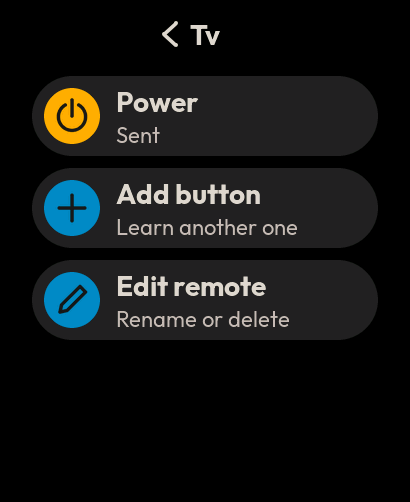 Tv
Power
Sent
Add button
Learn another one
Edit remote
Rename or delete